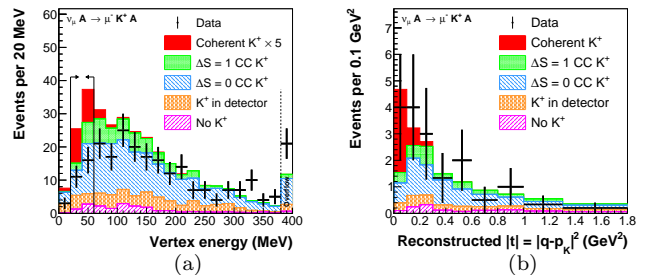 ν_μ A → μ⁻ K⁺ A
Data
Coherent K⁺ × 5
ΔS = 1 CC K⁺
ΔS = 0 CC K⁺
K⁺ in detector
No K⁺
Overflow
Events per 20 MeV
60
50
40
30
20
10
0
0 50 100 150 200 250 300 350 400
Vertex energy (MeV)
(a)
ν_μ A → μ⁻ K⁺ A
Data
Coherent K⁺
ΔS = 1 CC K⁺
ΔS = 0 CC K⁺
K⁺ in detector
No K⁺
Events per 0.1 GeV²
7
6
5
4
3
2
1
0
0 0.2 0.4 0.6 0.8 1 1.2 1.4 1.6 1.8
Reconstructed |t| = |q-p_K|² (GeV²)
(b)